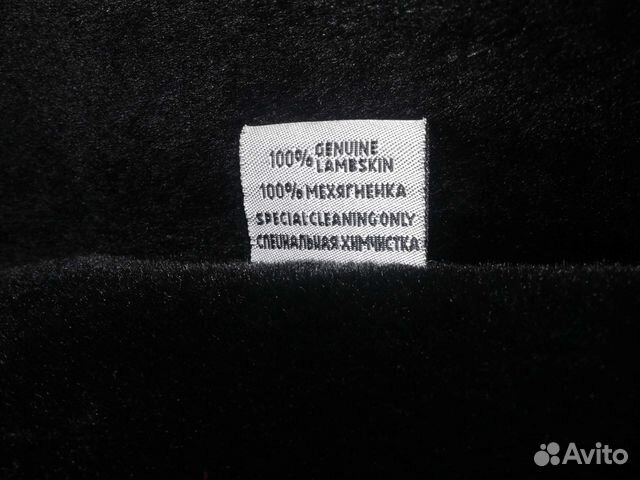 100% GENUINE LAMBSKIN
100% МЕХЯГНЕНКА
SPECIAL CLEANING ONLY
СПЕЦИАЛЬНАЯ ХИМЧИСТКА
Avito